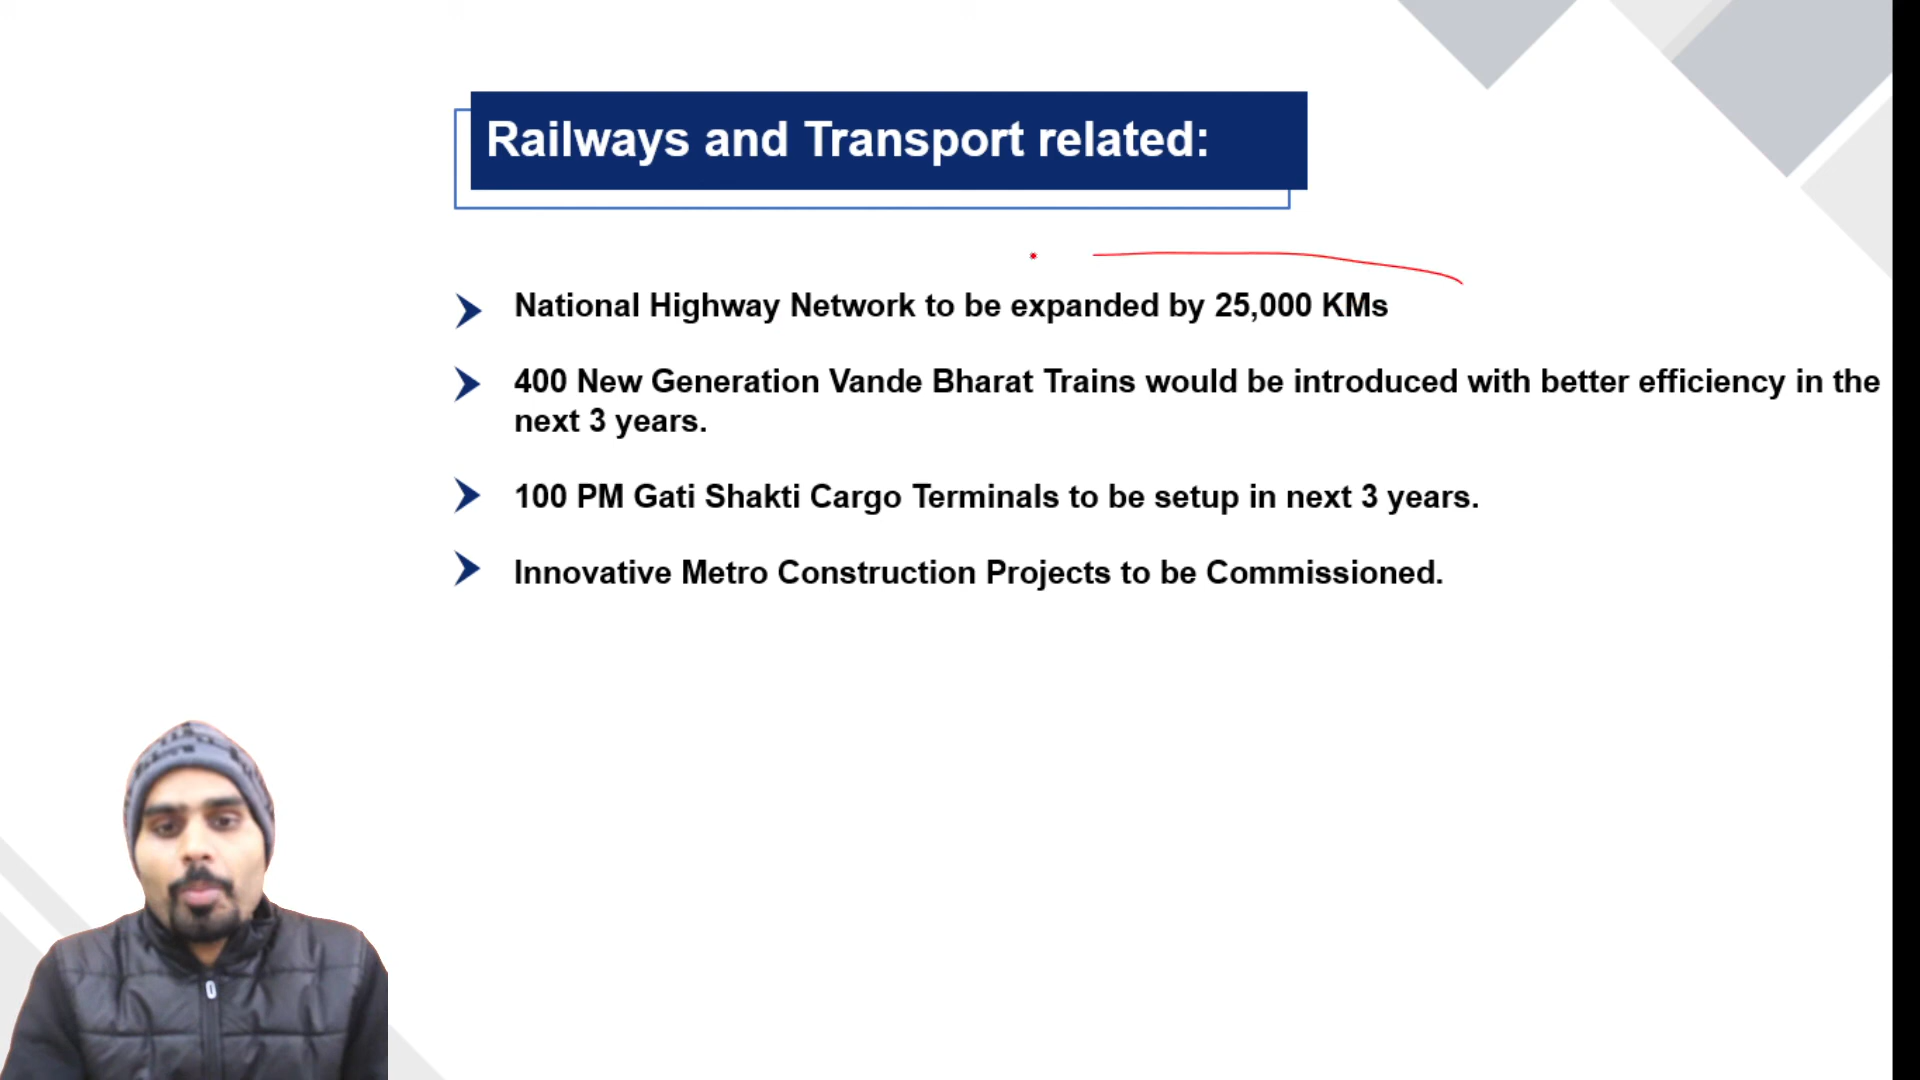 Railways and Transport related:
National Highway Network to be expanded by 25,000 KMs
400 New Generation Vande Bharat Trains would be introduced with better efficiency in the
next 3 years.
100 PM Gati Shakti Cargo Terminals to be setup in next 3 years.
Innovative Metro Construction Projects to be Commissioned.